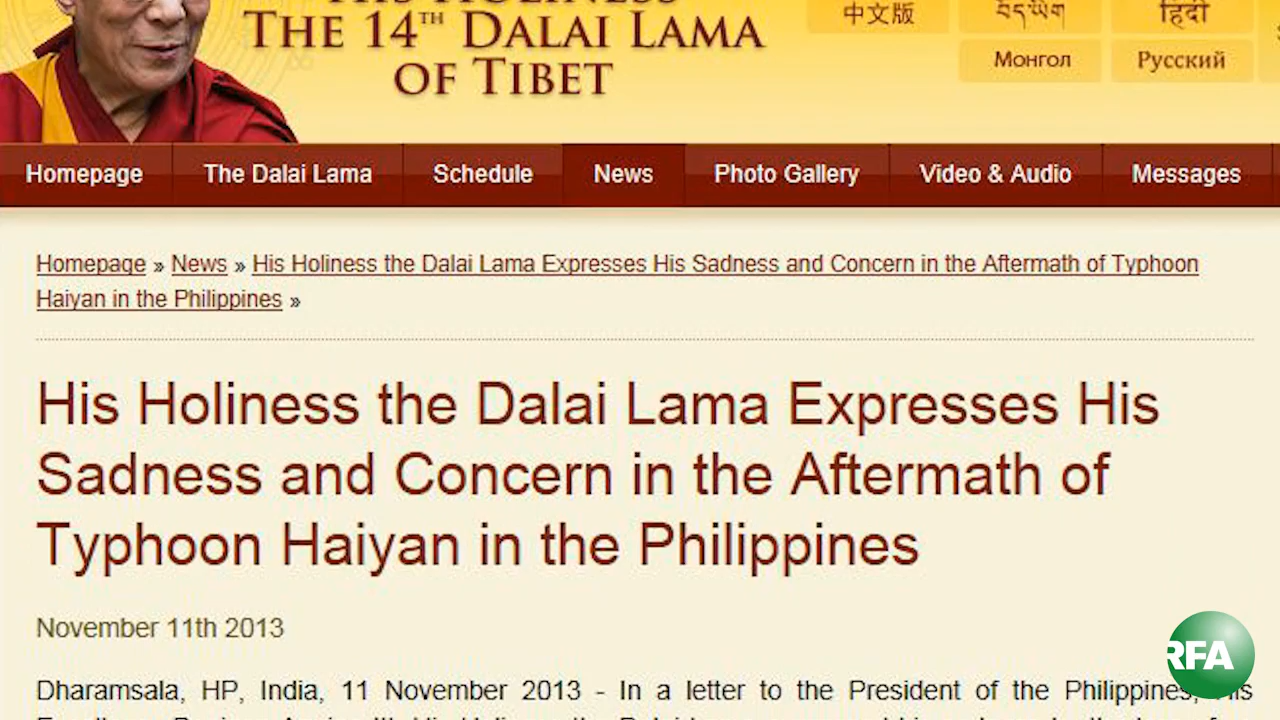 THE 14TH DALAI LAMA
OF TIBET
中文版
བོད་ཡིག
हिंदी
Монгол
Русский
Homepage
The Dalai Lama
Schedule
News
Photo Gallery
Video & Audio
Messages
Homepage » News » His Holiness the Dalai Lama Expresses His Sadness and Concern in the Aftermath of Typhoon
Haiyan in the Philippines »
His Holiness the Dalai Lama Expresses His
Sadness and Concern in the Aftermath of
Typhoon Haiyan in the Philippines
November 11th 2013
Dharamsala, HP, India, 11 November 2013 - In a letter to the President of the Philippines, His
RFA